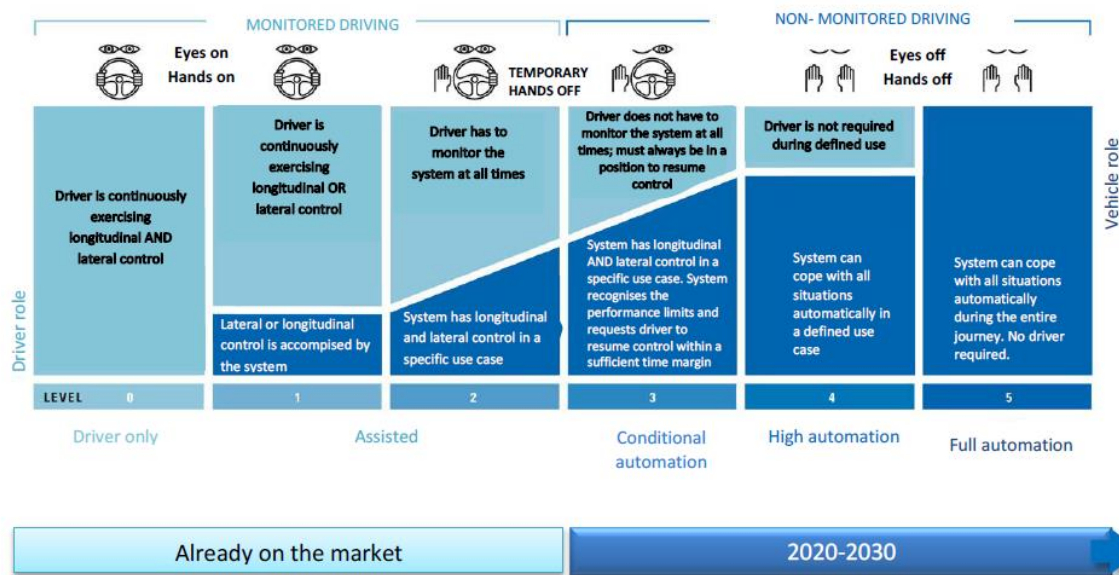 MONITORED DRIVING
NON- MONITORED DRIVING
Eyes on
Hands on
TEMPORARY
HANDS OFF
Eyes off
Hands off
Driver is continuously
exercising
longitudinal AND
lateral control
Driver is
continuously
exercising
longitudinal OR
lateral control
Driver has to
monitor the
system at all times
Driver does not have to
monitor the system at all
times; must always be in a
position to resume
control
Driver is not required
during defined use
Lateral or longitudinal
control is accompised by
the system
System has longitudinal
and lateral control in a
specific use case
System has longitudinal
AND lateral control in a
specific use case. System
recognises the
performance limits and
requests driver to
resume control within a
sufficient time margin
System can
cope with all
situations
automatically in
a defined use
case
System can cope
with all situations
automatically
during the entire
journey. No driver
required.
Driver role
Vehicle role
LEVEL 0 1 2 3 4 5
Driver only
Assisted
Conditional
automation
High automation
Full automation
Already on the market
2020-2030